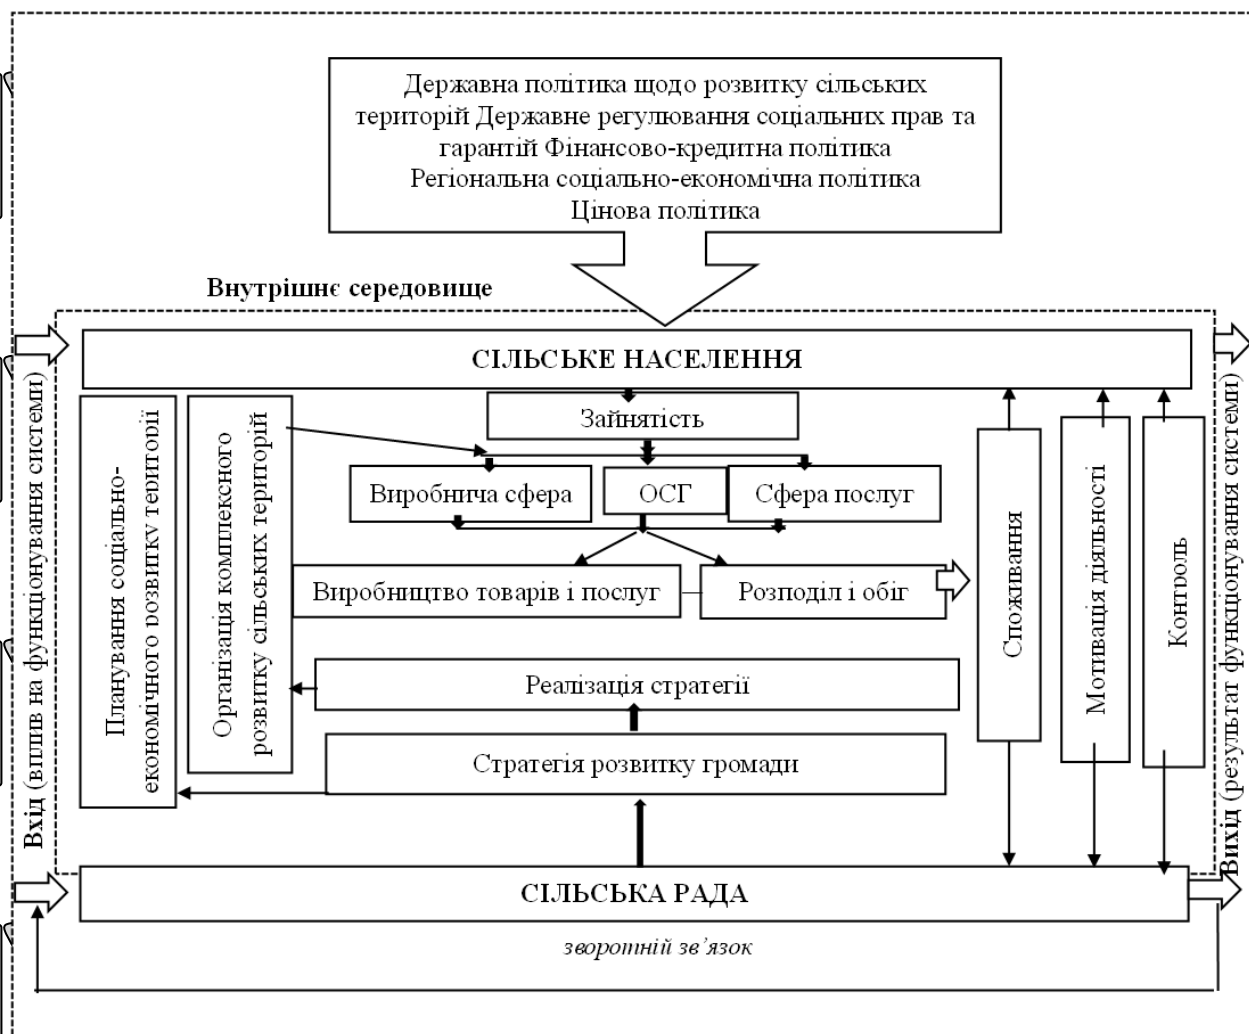 Державна політика щодо розвитку сільських
територій Державне регулювання соціальних прав та
гарантій Фінансово-кредитна політика
Регіональна соціально-економічна політика
Цінова політика
Внутрішнє середовище
СІЛЬСЬКЕ НАСЕЛЕННЯ
Вхід (вплив на функціонування системи)
Планування соціально-
економічного розвитку території
Організація комплексного
розвитку сільських територій
Зайнятість
Виробнича сфера
ОСГ
Сфера послуг
Виробництво товарів і послуг
Розподіл і обіг
Реалізація стратегії
Стратегія розвитку громади
Споживання
Мотивація діяльності
Контроль
Вихід (результат функціонування системи)
СІЛЬСЬКА РАДА
зворотній зв’язок